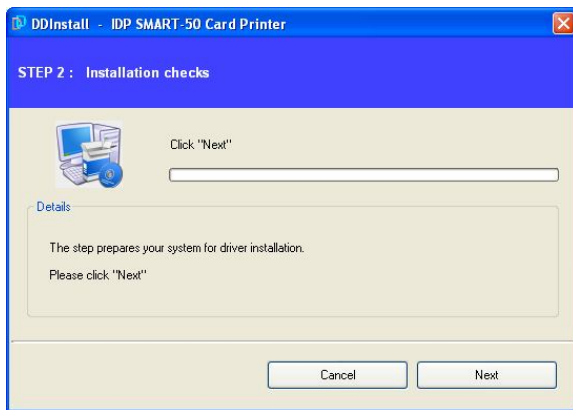 DDInstall - IDP SMART-50 Card Printer
STEP 2 : Installation checks
Click "Next"
Details
The step prepares your system for driver installation.
Please click "Next"
Cancel
Next